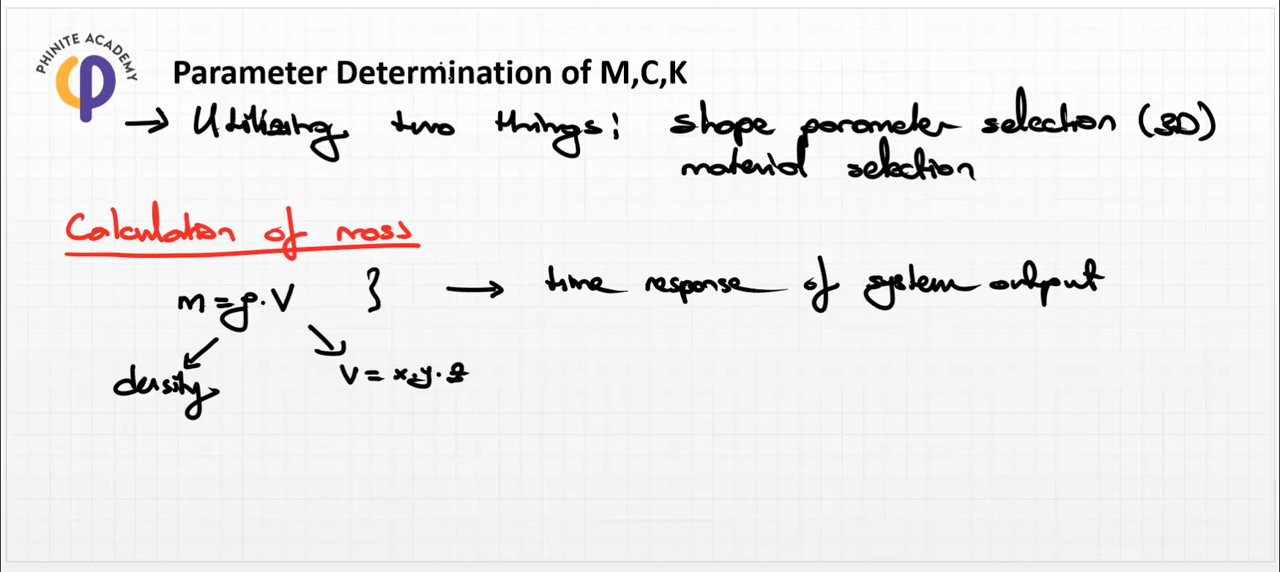 PHINITE ACADEMY
Parameter Determination of M,C,K
→ Utilising two things: shape parameter selection (3D)
material selection
Calculation of mass
m = ρ. V } → time response of system output
density V = x.y.z